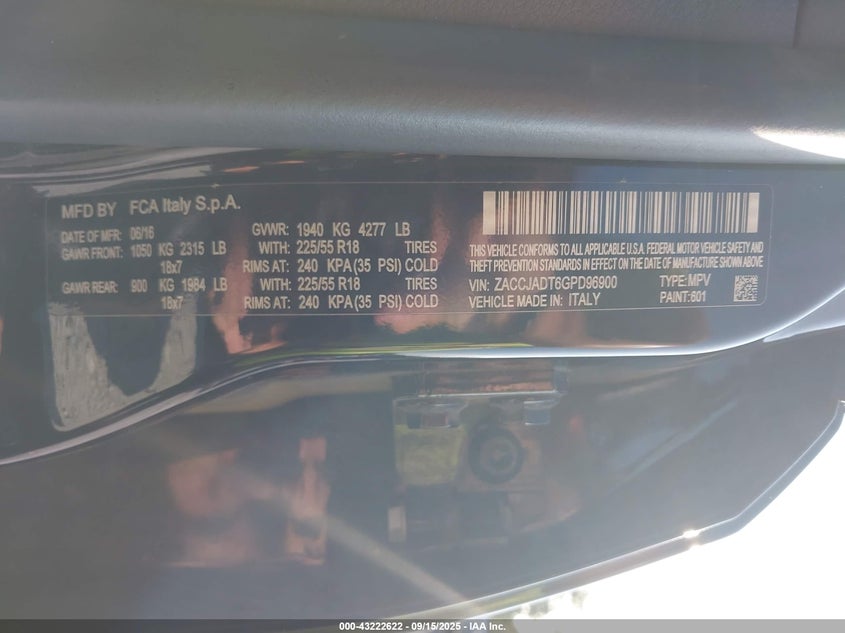 MFD BY FCA Italy S.p.A.
DATE OF MFR: 06/16 GVWR: 1940 KG 4277 LB
GAWR FRONT: 1050 KG 2315 LB WITH: 225/55 R18 TIRES
18x7 RIMS AT: 240 KPA (35 PSI) COLD
GAWR REAR: 900 KG 1984 LB WITH: 225/55 R18 TIRES
18x7 RIMS AT: 240 KPA (35 PSI) COLD
THIS VEHICLE CONFORMS TO ALL APPLICABLE U.S.A. FEDERAL MOTOR VEHICLE SAFETY AND
THEFT PREVENTION STANDARDS IN EFFECT ON THE DATE OF MANUFACTURE SHOWN ABOVE
VIN: ZACCJADT6GPD96900 TYPE: MPV
VEHICLE MADE IN: ITALY PAINT: 601
000-43222622 - 09/15/2025 - IAA Inc.